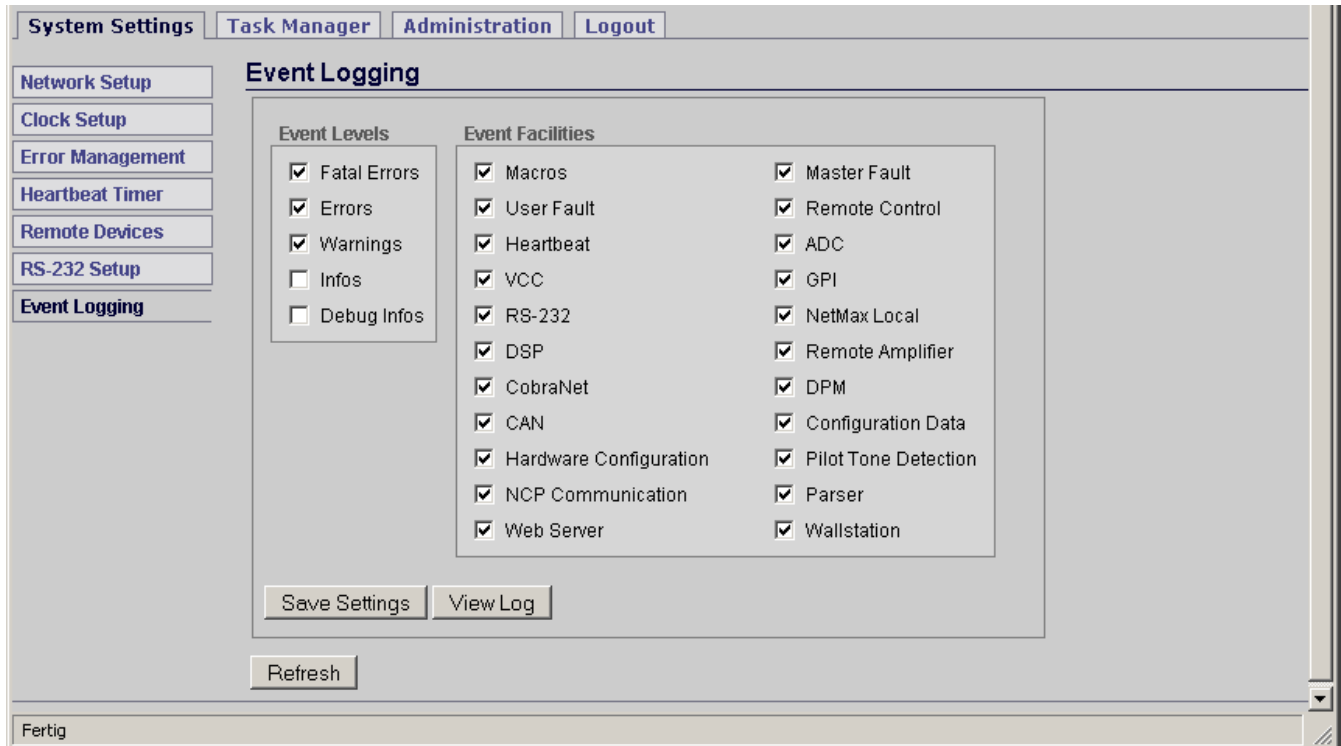 System Settings Task Manager Administration Logout
Network Setup
Clock Setup
Error Management
Heartbeat Timer
Remote Devices
RS-232 Setup
Event Logging
Event Logging
Event Levels
Fatal Errors
Errors
Warnings
Infos
Debug Infos
Event Facilities
Macros Master Fault
User Fault Remote Control
Heartbeat ADC
VCC GPI
RS-232 NetMax Local
DSP Remote Amplifier
CobraNet DPM
CAN Configuration Data
Hardware Configuration Pilot Tone Detection
NCP Communication Parser
Web Server Wallstation
Save Settings View Log
Refresh
Fertig